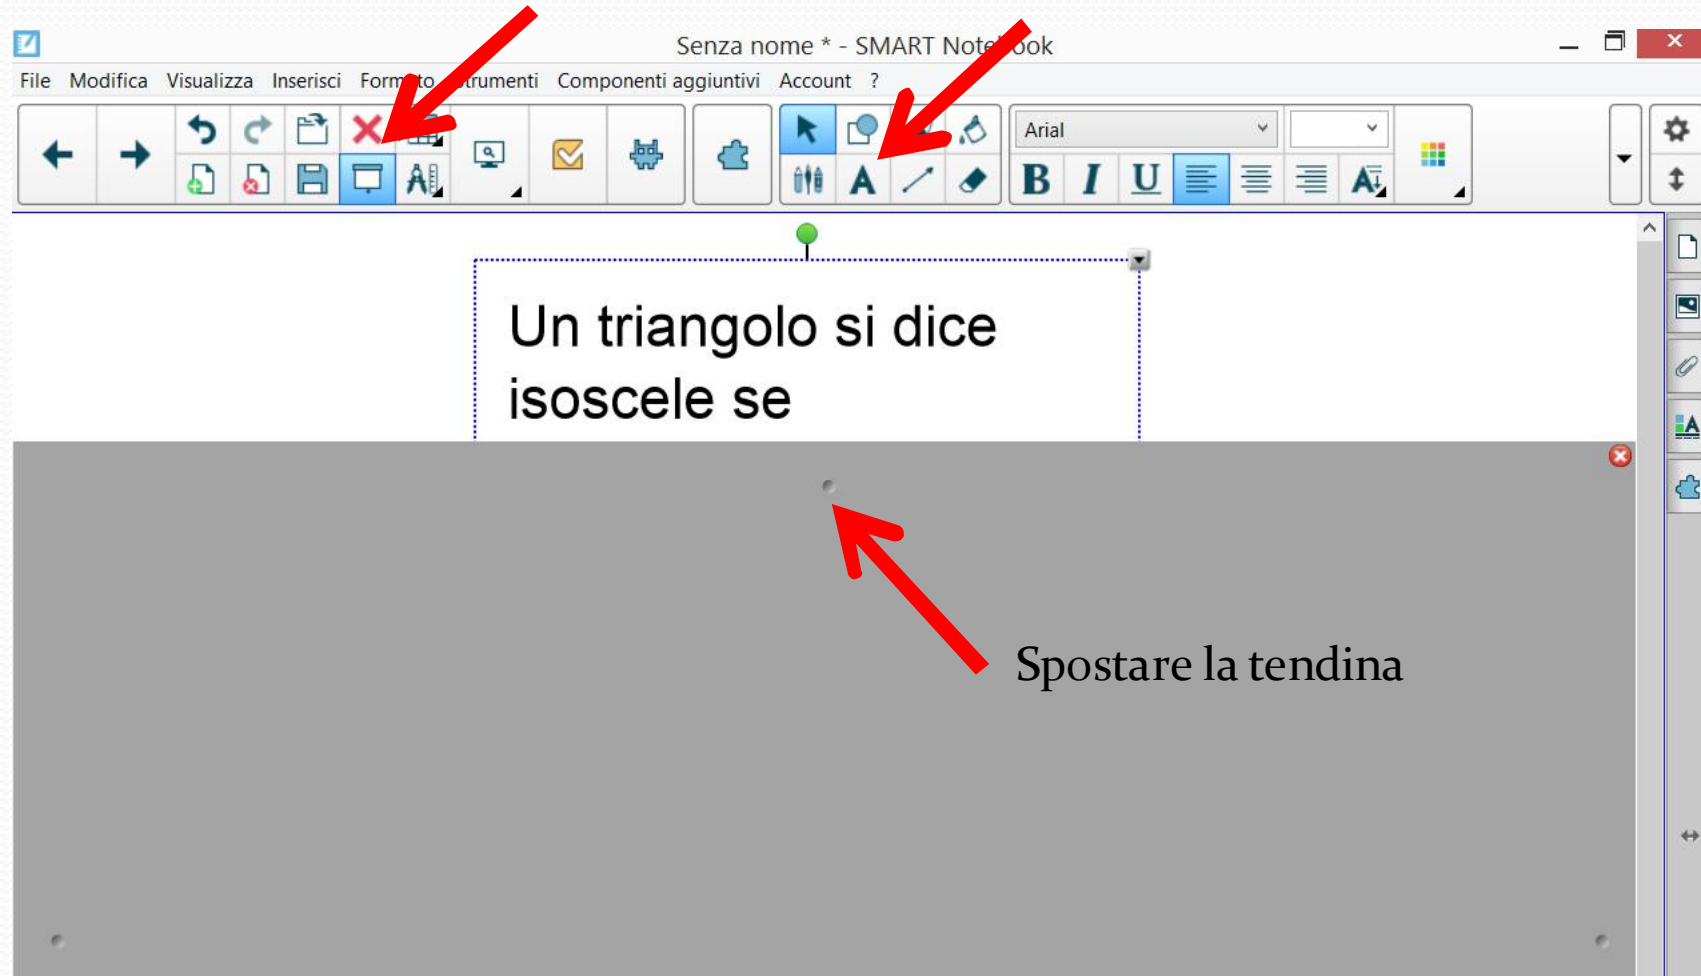 Senza nome * - SMART Notebook
File Modifica Visualizza Inserisci Formato Strumenti Componenti aggiuntivi Account ?
Arial
A B I U
Un triangolo si dice
isoscele se
Spostare la tendina